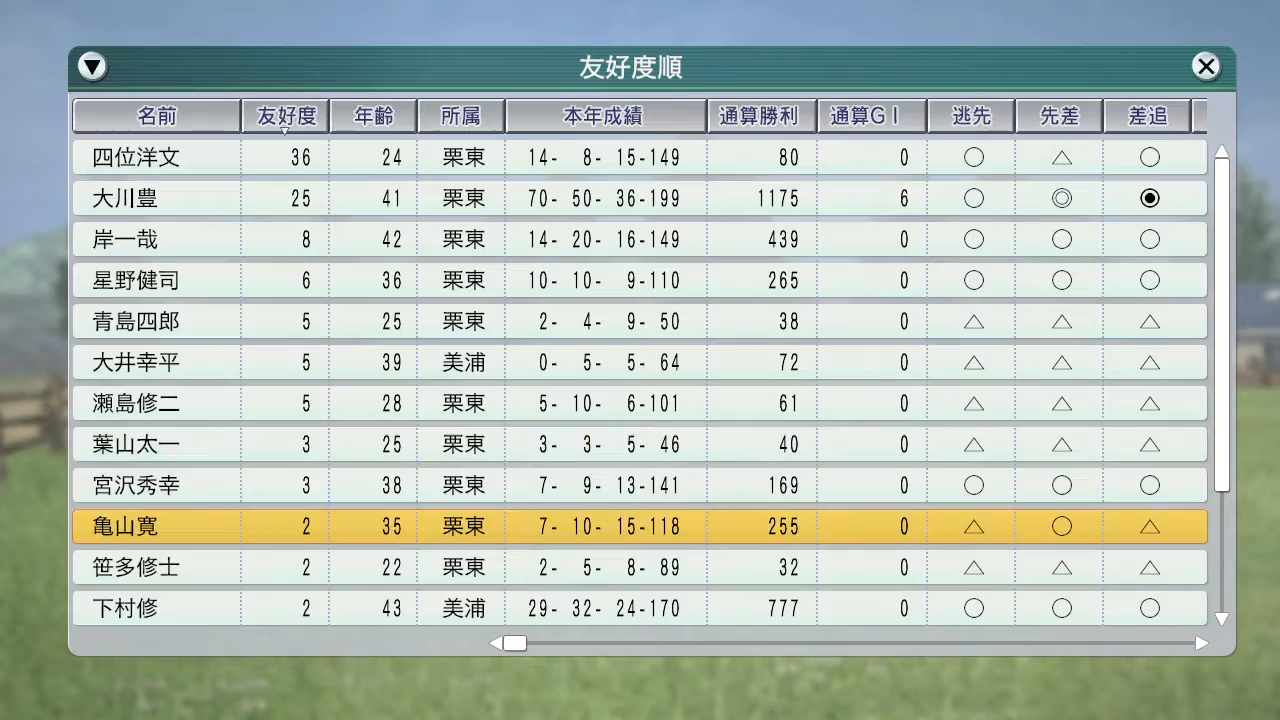 友好度順
名前 友好度 年齢 所属 本年成績 通算勝利 通算GⅠ 逃先 先差 差追
四位洋文 36 24 栗東 14- 8- 15-149 80 0 ○ △ ○
大川豊 25 41 栗東 70- 50- 36-199 1175 6 ○ ◎ ◉
岸一哉 8 42 栗東 14- 20- 16-149 439 0 ○ ○ ○
星野健司 6 36 栗東 10- 10- 9-110 265 0 ○ ○ ○
青島四郎 5 25 栗東 2- 4- 9- 50 38 0 △ △ △
大井幸平 5 39 美浦 0- 5- 5- 64 72 0 △ △ △
瀬島修二 5 28 栗東 5- 10- 6-101 61 0 △ △ △
葉山太一 3 25 栗東 3- 3- 5- 46 40 0 △ △ △
宮沢秀幸 3 38 栗東 7- 9- 13-141 169 0 ○ ○ ○
亀山寛 2 35 栗東 7- 10- 15-118 255 0 △ ○ △
笹多修士 2 22 栗東 2- 5- 8- 89 32 0 △ △ △
下村修 2 43 美浦 29- 32- 24-170 777 0 ○ ○ ○